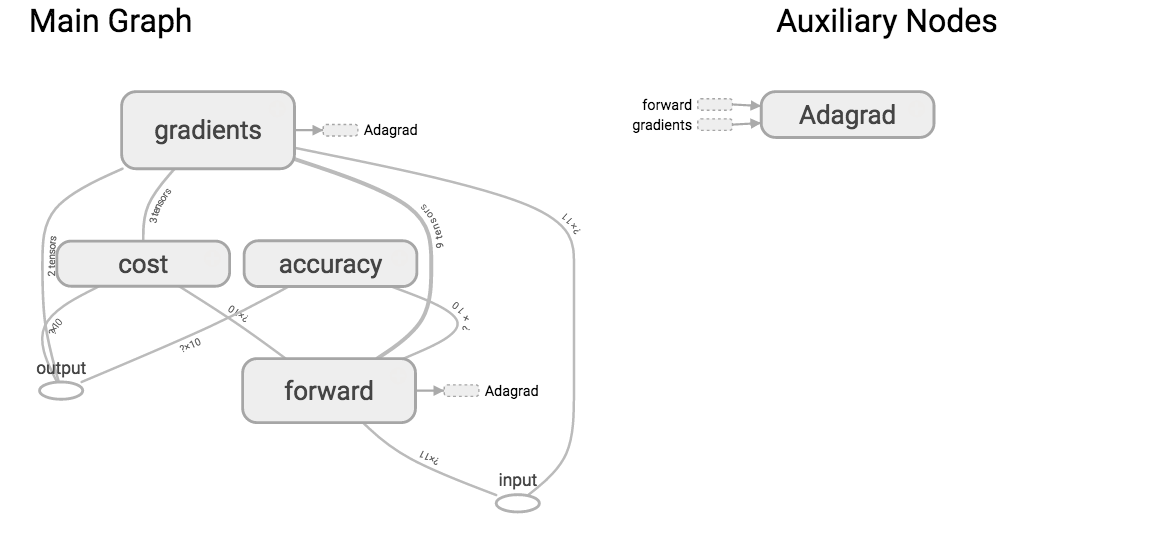 Main Graph
Auxiliary Nodes
gradients
Adagrad
forward
gradients
Adagrad
3 tensors
9 tensors
?×11
2 tensors
cost
accuracy
?×10
?×10
?×10
? × 10
output
forward
Adagrad
?×11
input